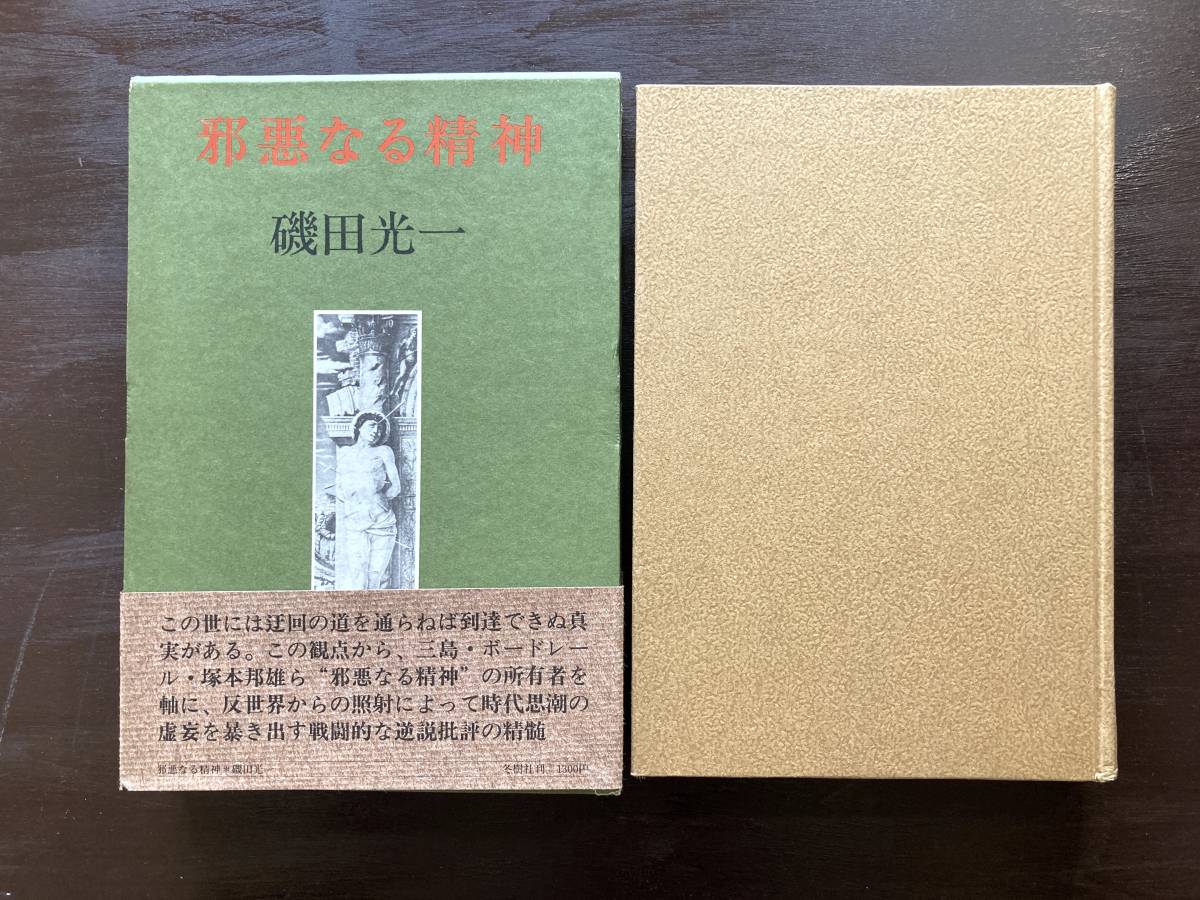 邪悪なる精神
磯田光一
この世には迂回の道を通らねば到達できぬ真
実がある。この観点から、三島・ボードレー
ル・塚本邦雄ら“邪悪なる精神”の所有者を
軸に、反世界からの照射によって時代思潮の
虚妄を暴き出す戦闘的な逆説批評の精髄
邪悪なる精神＊磯田光一
冬樹社刊 1300円